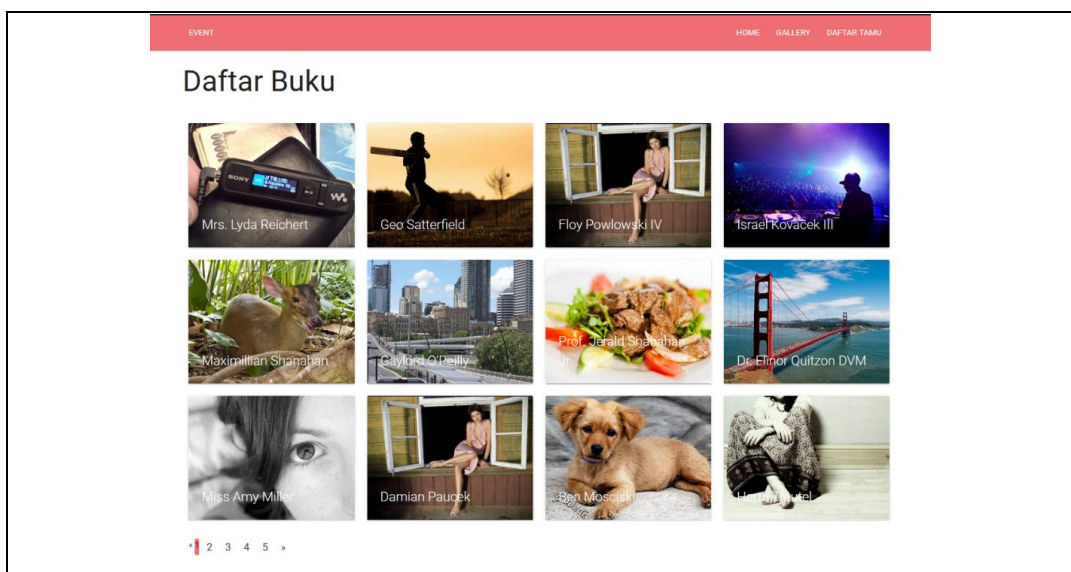 EVENT
HOME GALLERY DAFTAR TAMU
Daftar Buku
SONY
Mrs. Lyda Reichert
Geo Satterfield
Floy Powlowski IV
Israel Kovacek III
Maximillian Shanahan
Gaylord O'Reilly
Prof. Jerald Shanahan
Jr.
Dr. Elinor Quitzon DVM
Miss Amy Miller
Damian Paucek
Ben Mosciski
« 1 2 3 4 5 »